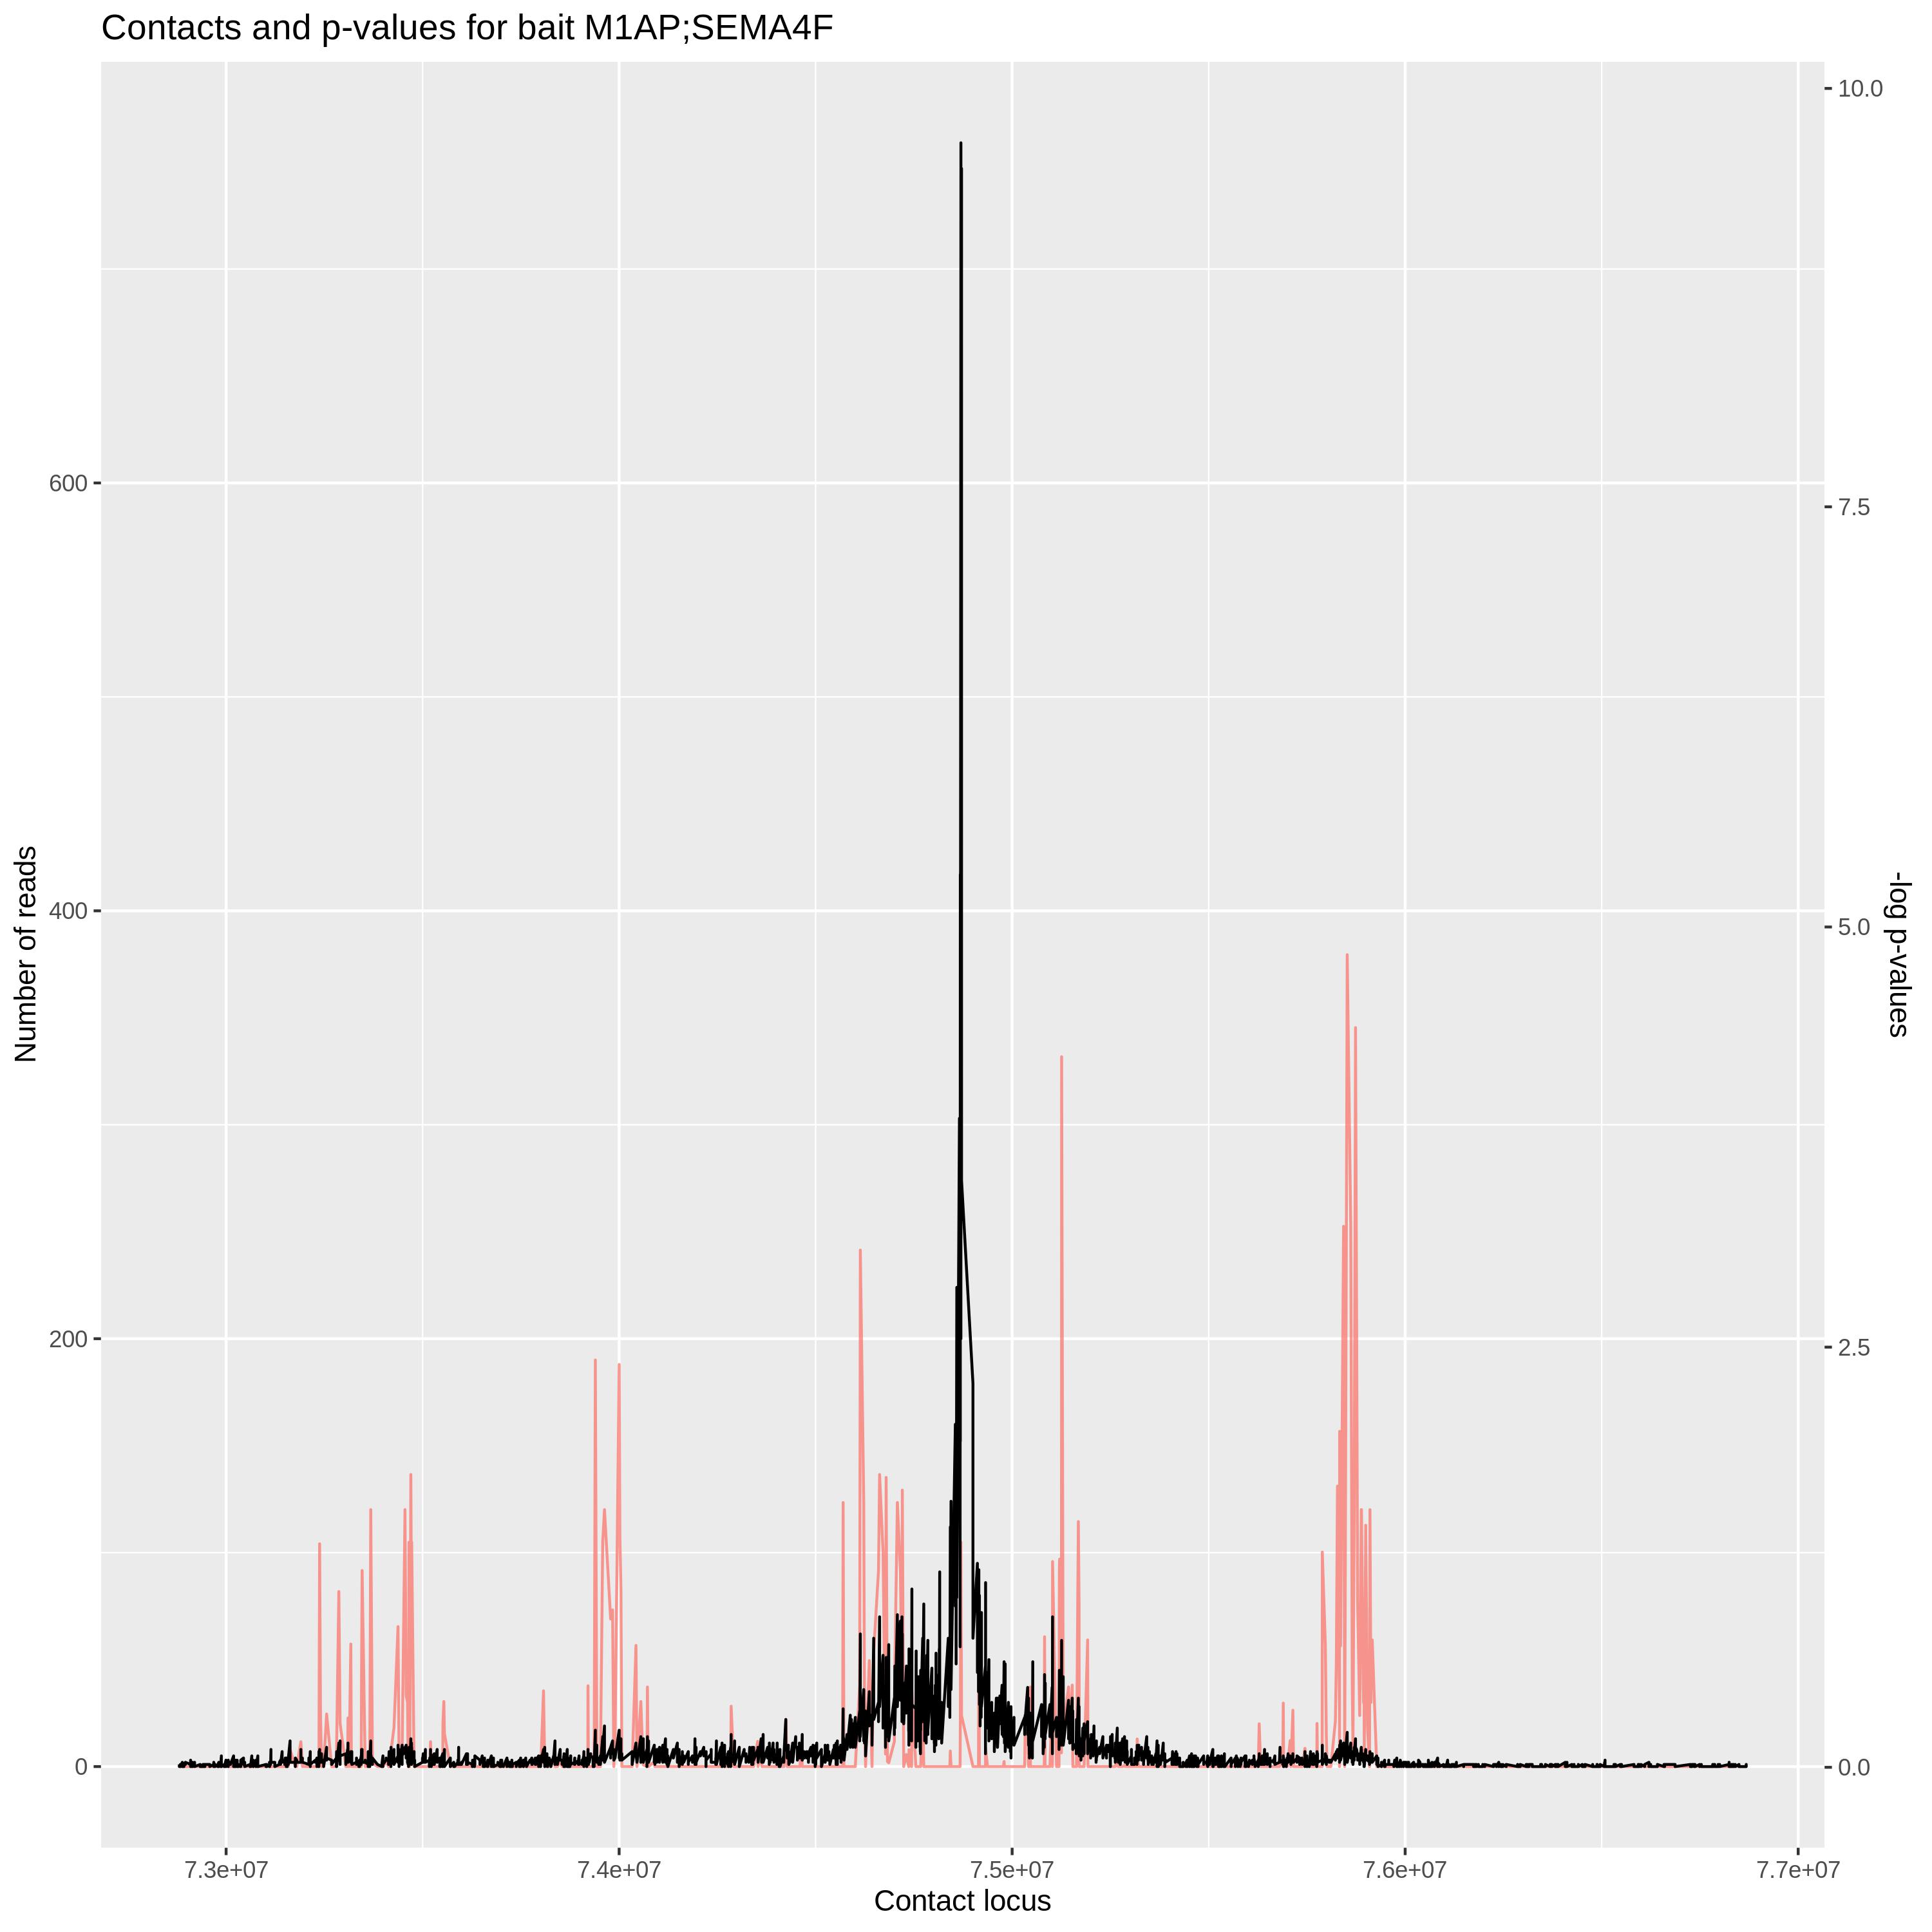 Contacts and p-values for bait M1AP;SEMA4F
Number of reads
600
400
200
0
10.0
7.5
5.0
2.5
0.0
-log p-values
7.3e+07
7.4e+07
7.5e+07
7.6e+07
7.7e+07
Contact locus